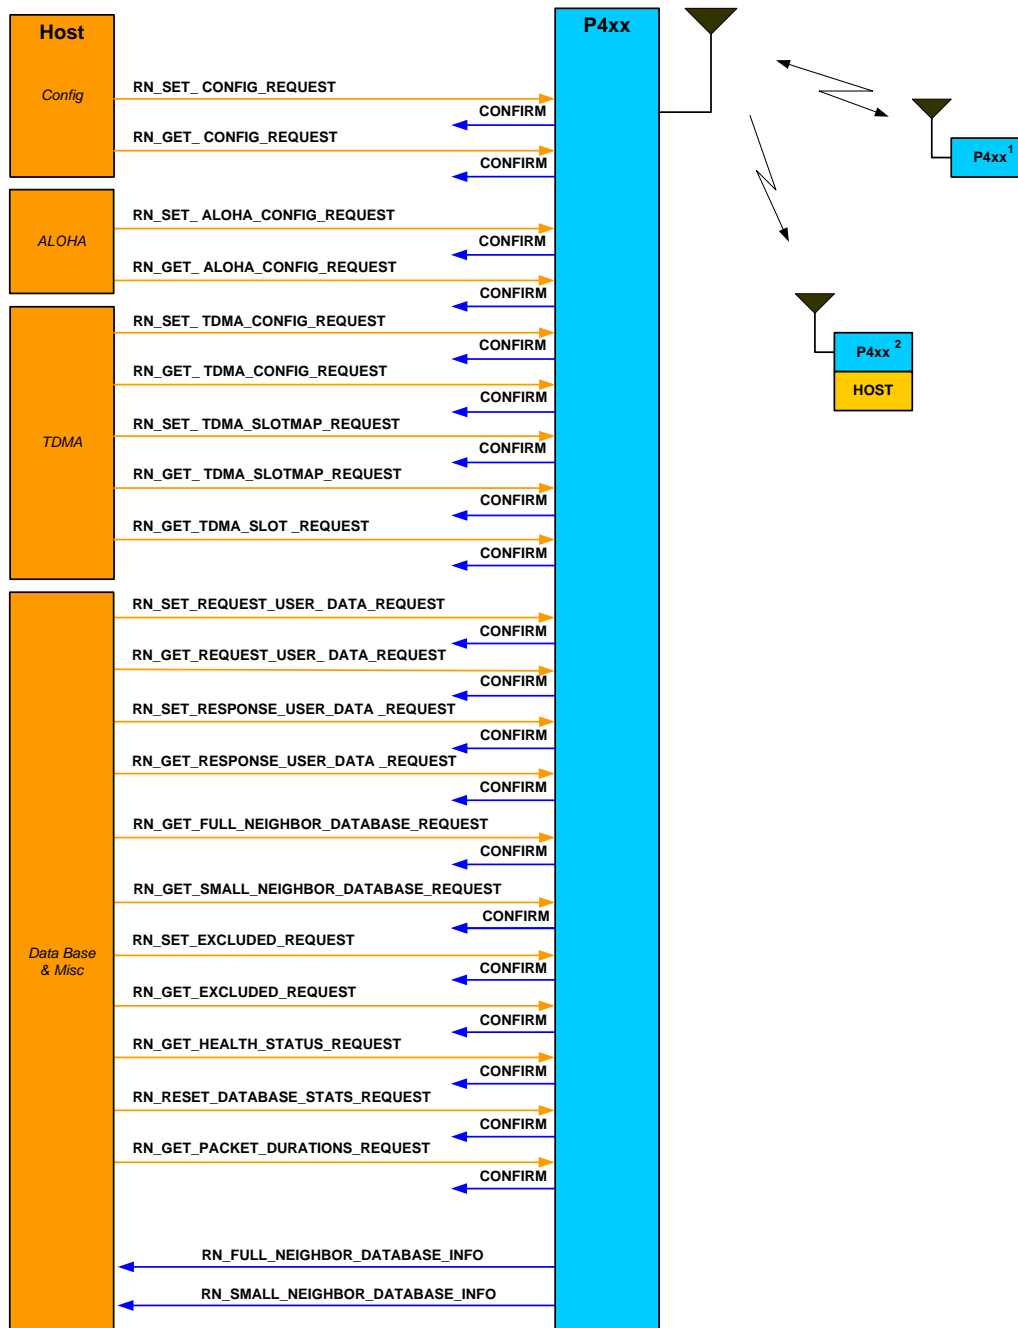 Host
P4xx
Config
RN_SET_ CONFIG_REQUEST
CONFIRM
RN_GET_ CONFIG_REQUEST
CONFIRM
P4xx 1
ALOHA
RN_SET_ ALOHA_CONFIG_REQUEST
CONFIRM
RN_GET_ ALOHA_CONFIG_REQUEST
CONFIRM
TDMA
RN_SET_ TDMA_CONFIG_REQUEST
CONFIRM
RN_GET_ TDMA_CONFIG_REQUEST
CONFIRM
RN_SET_ TDMA_SLOTMAP_REQUEST
CONFIRM
RN_GET_ TDMA_SLOTMAP_REQUEST
CONFIRM
RN_GET_TDMA_SLOT _REQUEST
CONFIRM
P4xx 2
HOST
Data Base
& Misc
RN_SET_REQUEST_USER_ DATA_REQUEST
CONFIRM
RN_GET_REQUEST_USER_ DATA_REQUEST
CONFIRM
RN_SET_RESPONSE_USER_DATA _REQUEST
CONFIRM
RN_GET_RESPONSE_USER_DATA _REQUEST
CONFIRM
RN_GET_FULL_NEIGHBOR_DATABASE_REQUEST
CONFIRM
RN_GET_SMALL_NEIGHBOR_DATABASE_REQUEST
CONFIRM
RN_SET_EXCLUDED_REQUEST
CONFIRM
RN_GET_EXCLUDED_REQUEST
CONFIRM
RN_GET_HEALTH_STATUS_REQUEST
CONFIRM
RN_RESET_DATABASE_STATS_REQUEST
CONFIRM
RN_GET_PACKET_DURATIONS_REQUEST
CONFIRM
RN_FULL_NEIGHBOR_DATABASE_INFO
RN_SMALL_NEIGHBOR_DATABASE_INFO